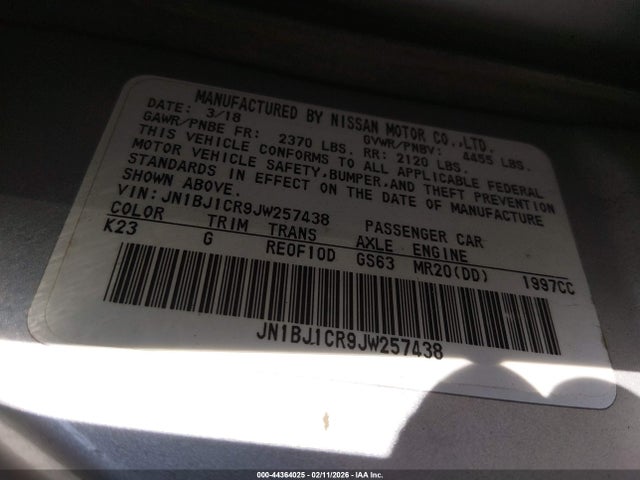 MANUFACTURED BY NISSAN MOTOR CO.,LTD.
DATE: 3/18 GVWR/PNBV: 4455 LBS.
GAWR/PNBE FR: 2370 LBS. RR: 2120 LBS.
THIS VEHICLE CONFORMS TO ALL APPLICABLE FEDERAL
MOTOR VEHICLE SAFETY,BUMPER,AND THEFT PREVENTION
STANDARDS IN EFFECT ON THE DATE OF MANUFACTURE
SHOWN ABOVE.
VIN: JN1BJ1CR9JW257438 PASSENGER CAR
COLOR TRIM TRANS AXLE ENGINE
K23 G RE0F10D GS63 MR20(DD) 1997CC
JN1BJ1CR9JW257438
000-44364025 - 02/11/2026 - IAA Inc.